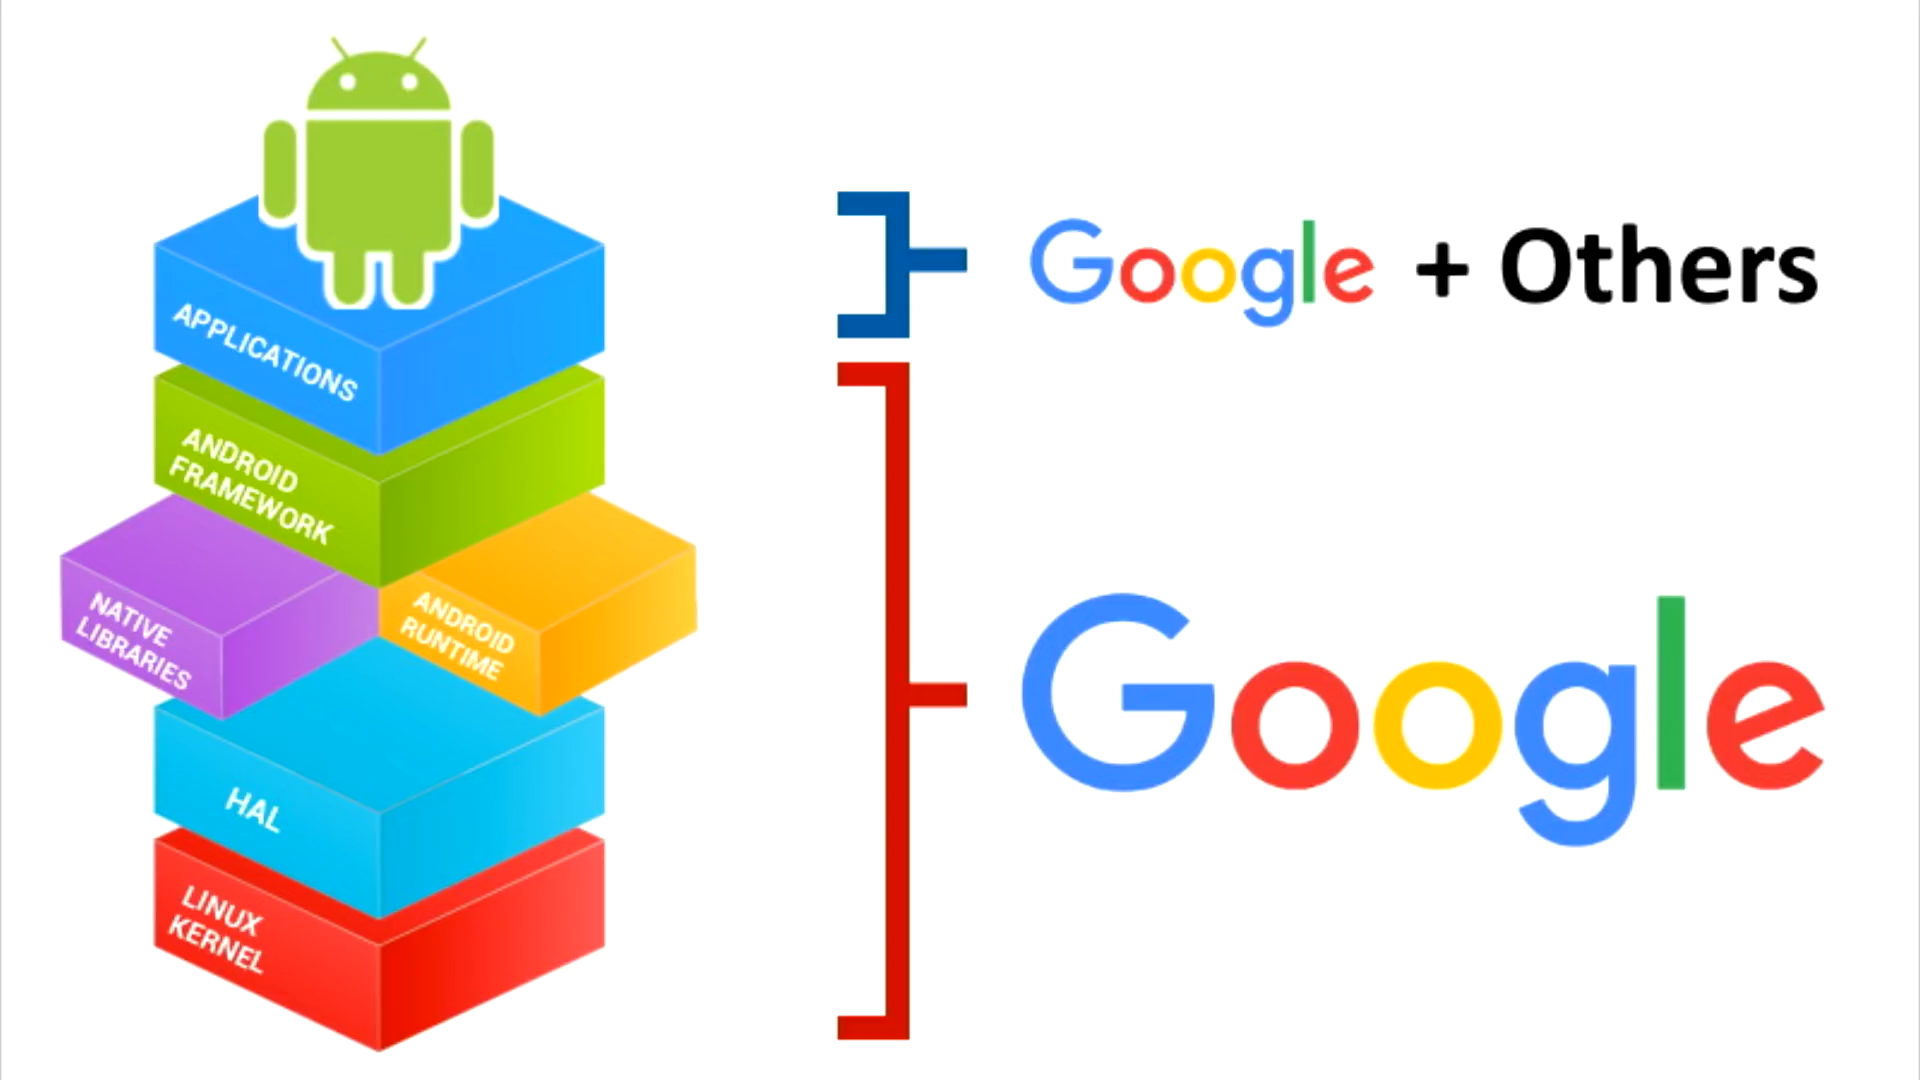 APPLICATIONS
ANDROID
FRAMEWORK
NATIVE
LIBRARIES
ANDROID
RUNTIME
HAL
LINUX
KERNEL
Google + Others
Google